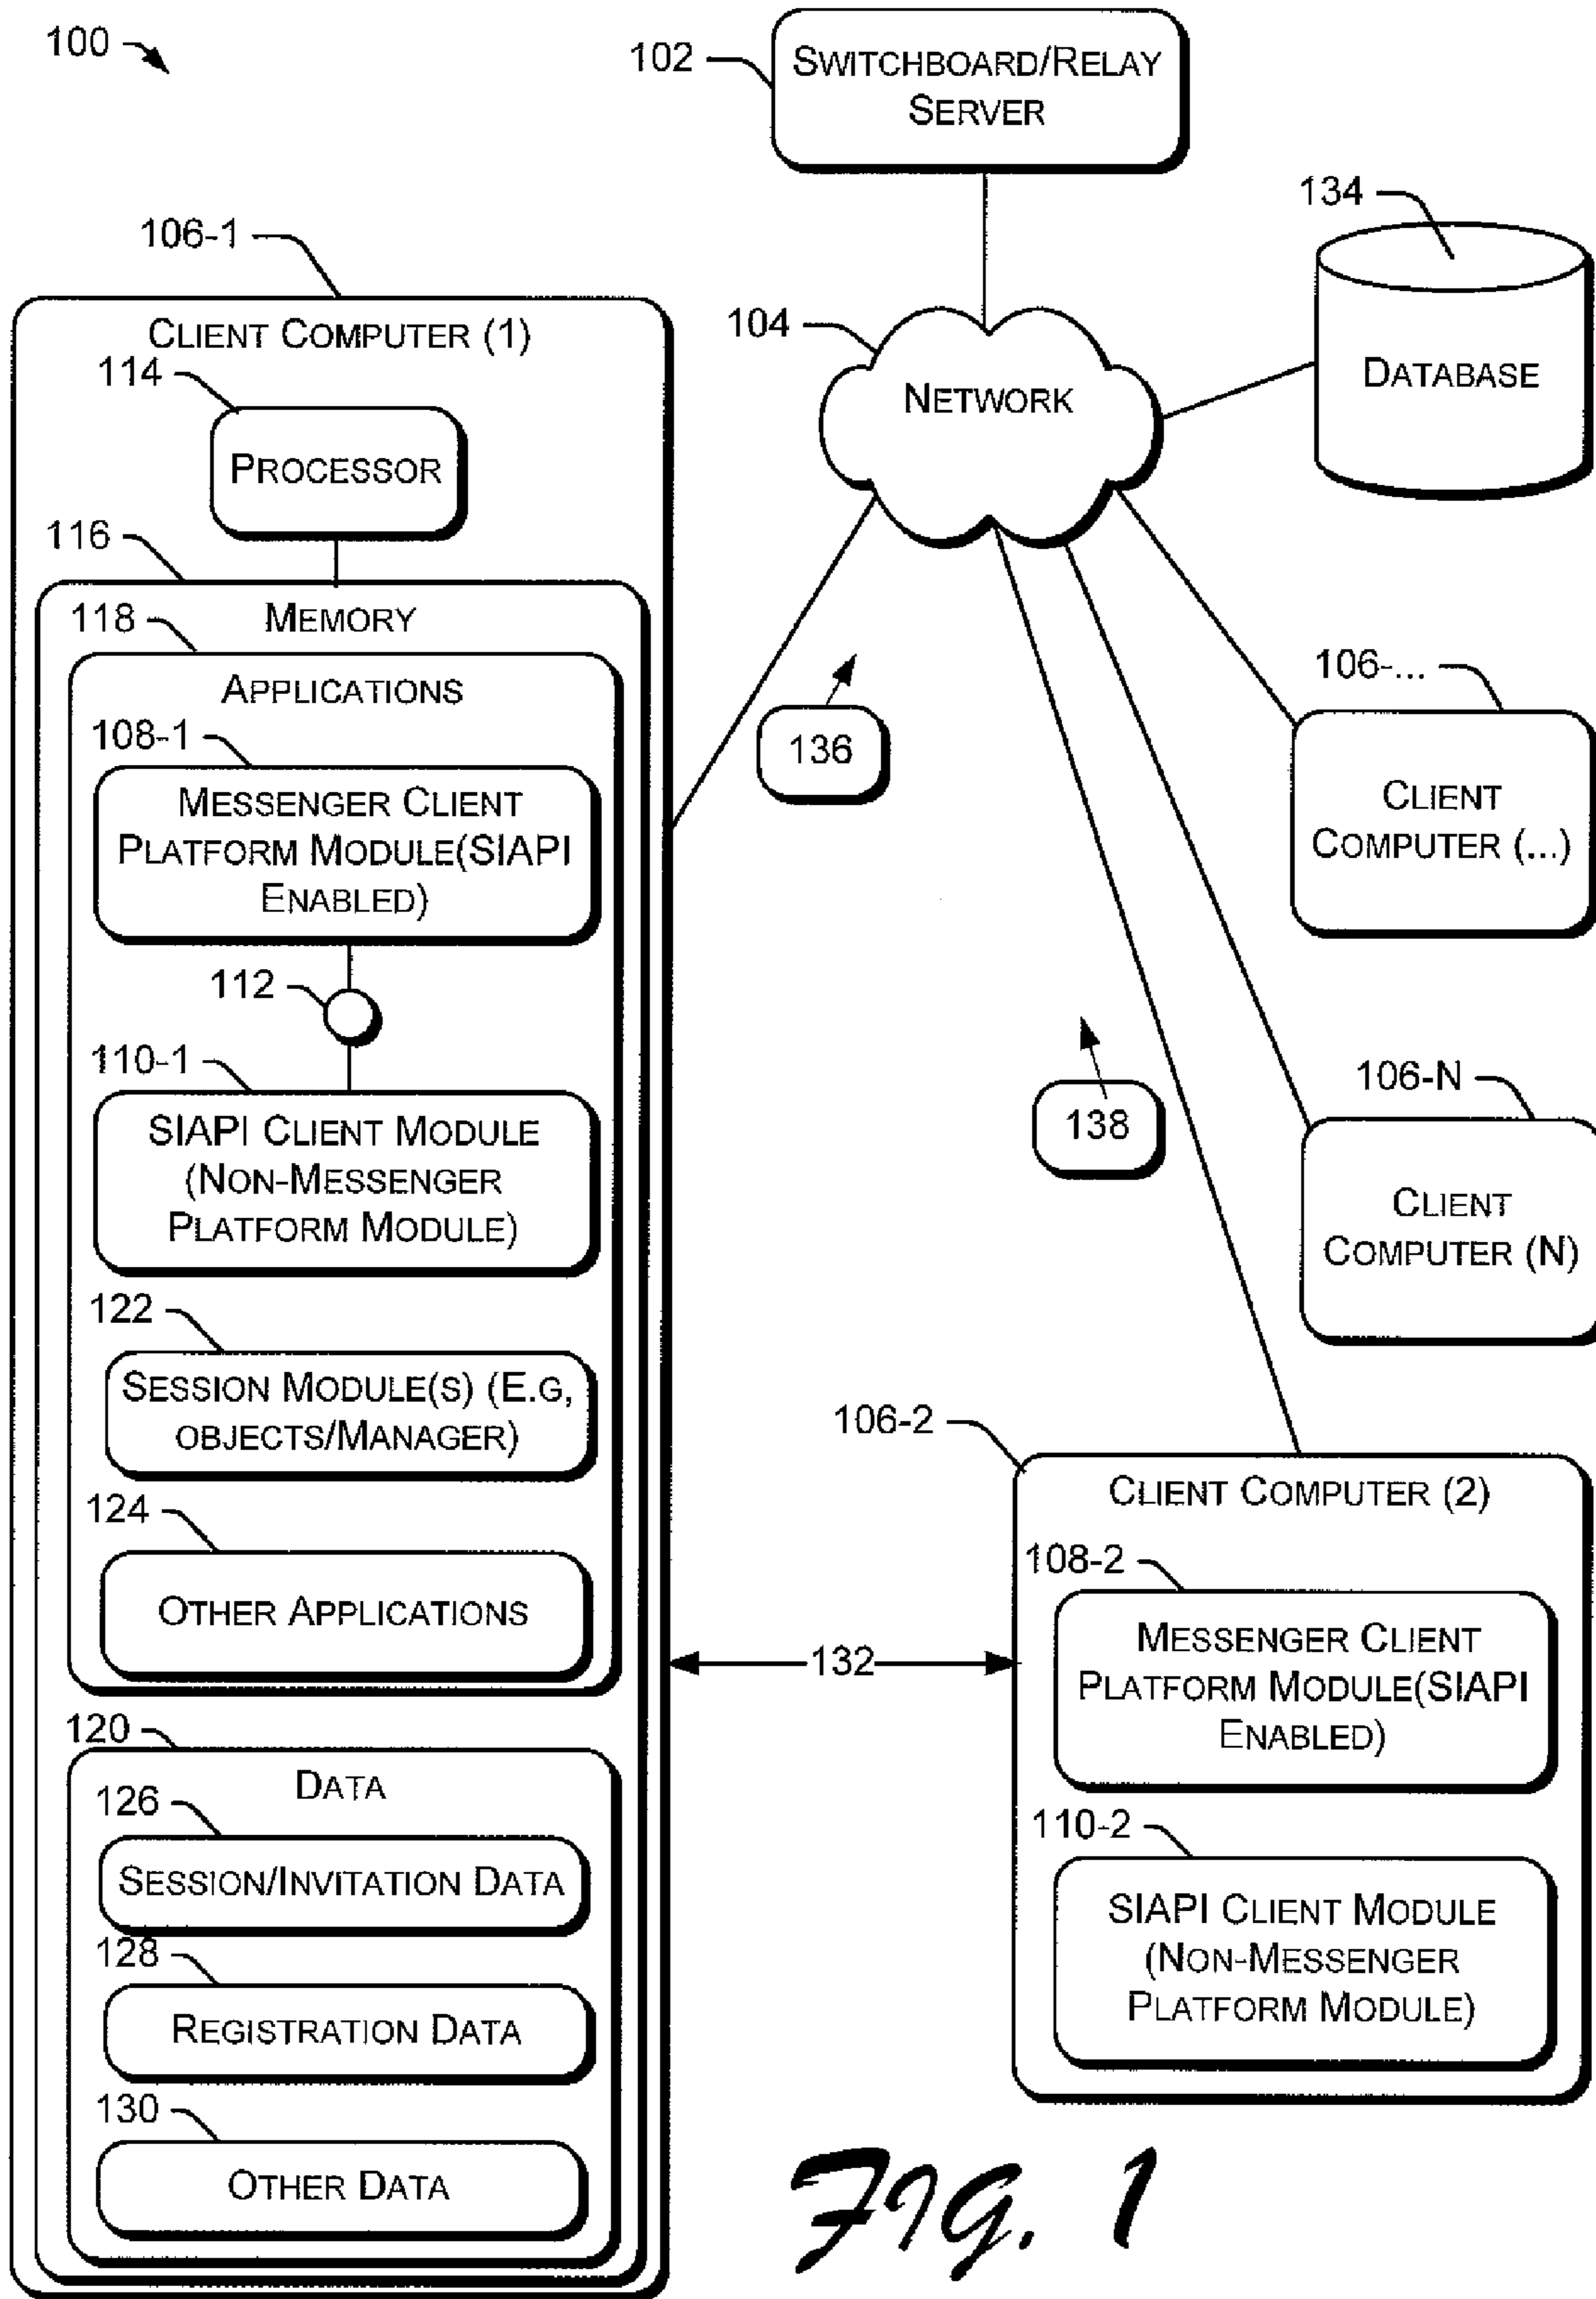 100
102
SWITCHBOARD/RELAY
SERVER
134
DATABASE
104
NETWORK
106-1
CLIENT COMPUTER (1)
114
PROCESSOR
116
MEMORY
118
APPLICATIONS
108-1
MESSENGER CLIENT
PLATFORM MODULE(SIAPI
ENABLED)
112
110-1
SIAPI CLIENT MODULE
(NON-MESSENGER
PLATFORM MODULE)
122
SESSION MODULE(S) (E.G,
OBJECTS/MANAGER)
124
OTHER APPLICATIONS
120
DATA
126
SESSION/INVITATION DATA
128
REGISTRATION DATA
130
OTHER DATA
136
138
132
106-...
CLIENT
COMPUTER (...)
106-N
CLIENT
COMPUTER (N)
106-2
CLIENT COMPUTER (2)
108-2
MESSENGER CLIENT
PLATFORM MODULE(SIAPI
ENABLED)
110-2
SIAPI CLIENT MODULE
(NON-MESSENGER
PLATFORM MODULE)
FIG. 1